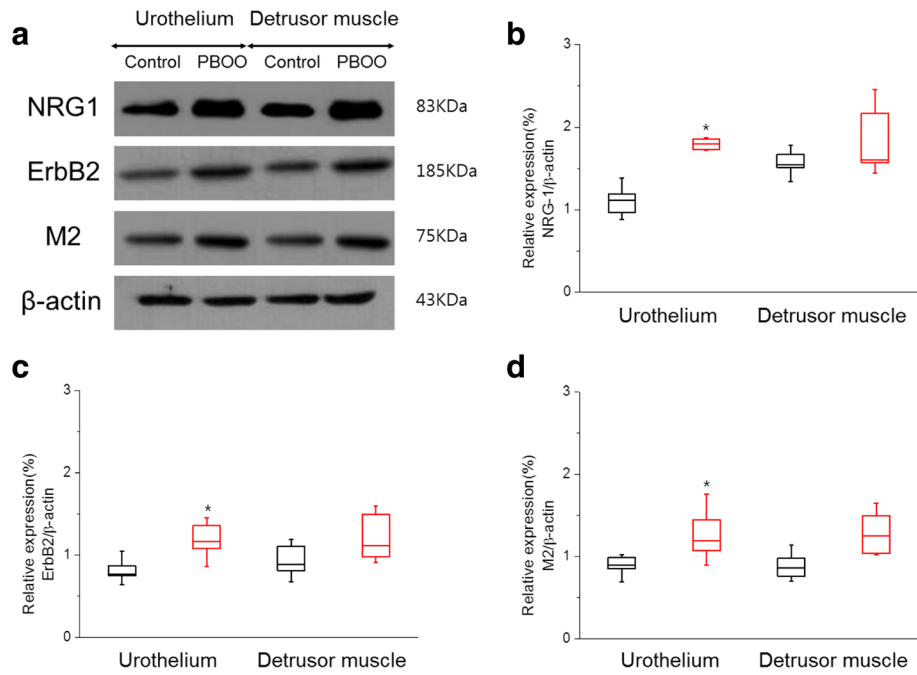 a
Urothelium Detrusor muscle
Control PBOO Control PBOO
NRG1 83KDa
ErbB2 185KDa
M2 75KDa
β-actin 43KDa
b
Relative expression(%)
NRG-1/β-actin
3
2
1
0
*
Urothelium Detrusor muscle
c
Relative expression(%)
ErbB2/β-actin
3
2
1
0
*
Urothelium Detrusor muscle
d
Relative expression(%)
M2/β-actin
3
2
1
0
*
Urothelium Detrusor muscle